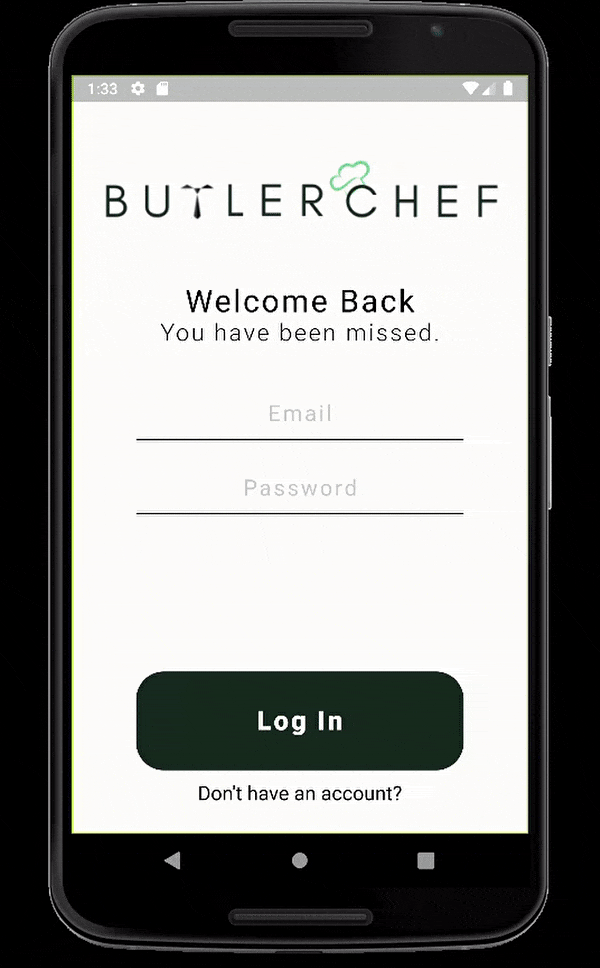 1:33
BUTLERCHEF
Welcome Back
You have been missed.
Email
Password
Log In
Don't have an account?